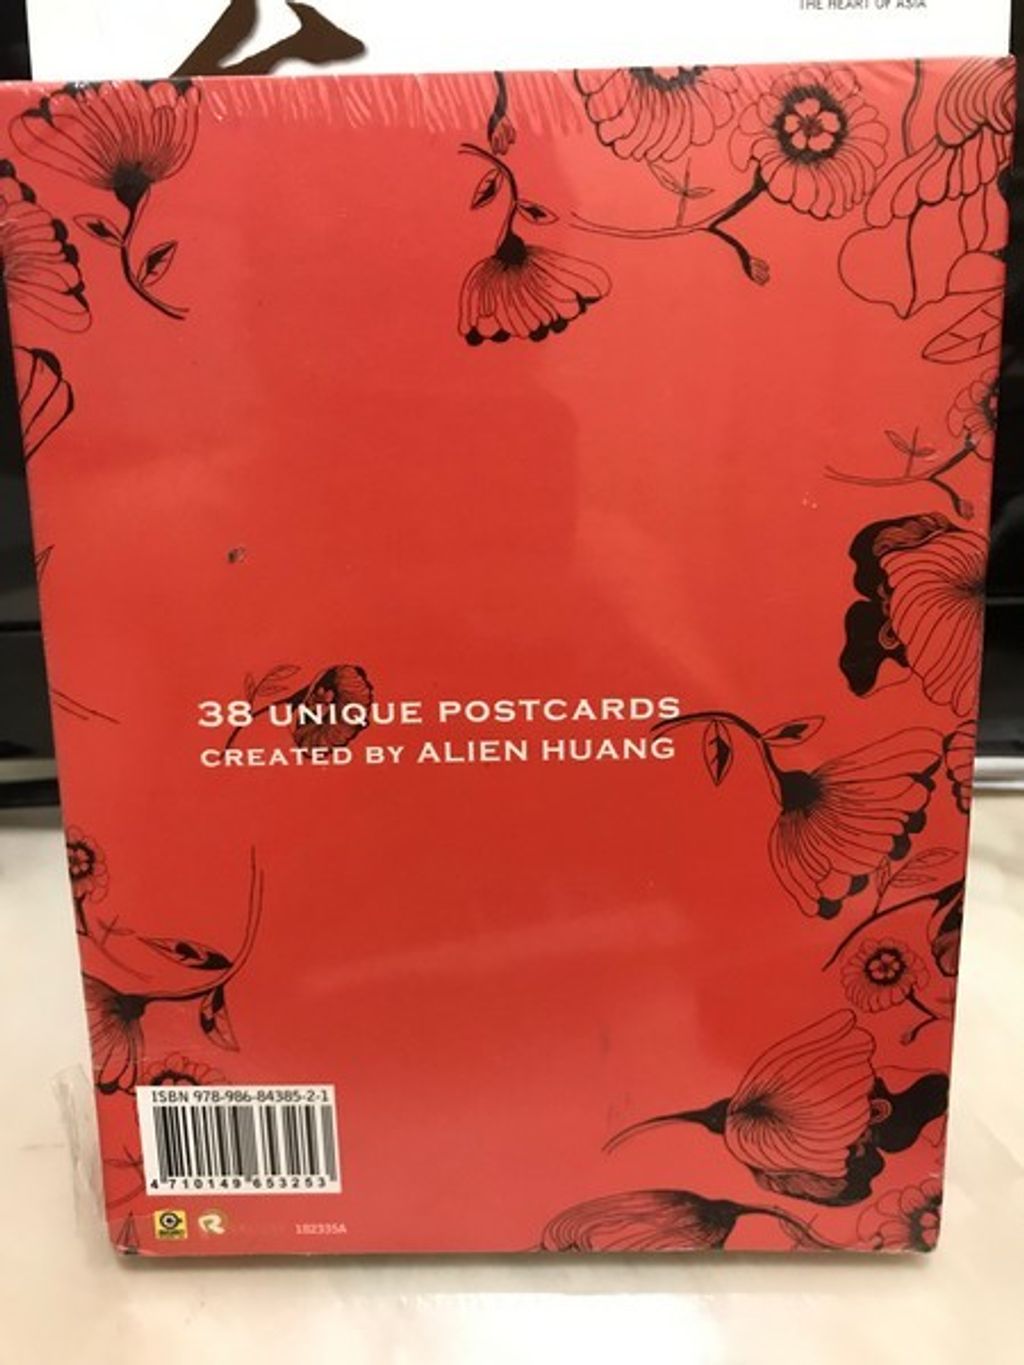 THE HEART OF ASIA
38 UNIQUE POSTCARDS
CREATED BY ALIEN HUANG
ISBN 978-986-84385-2-1
4 710149 653253
R
182335A